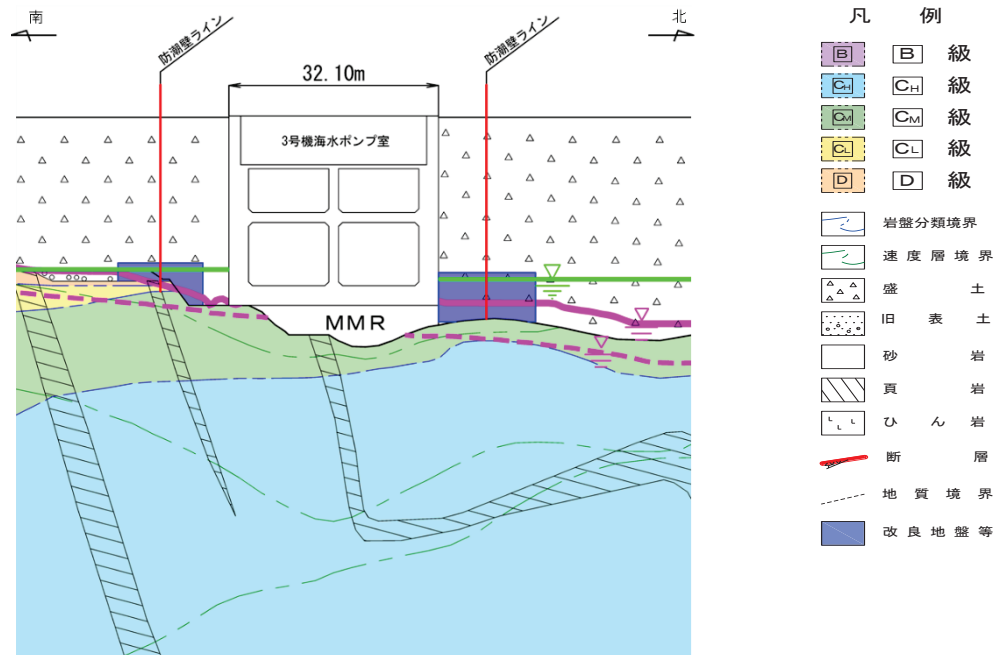 南
北
防潮壁ライン
防潮壁ライン
32.10m
3号機海水ポンプ室
MMR
凡 例
B B 級
CH CH 級
CM CM 級
CL CL 級
D D 級
岩盤分類境界
速度層境界
盛土
旧表土
砂岩
頁岩
ひん岩
断層
地質境界
改良地盤等